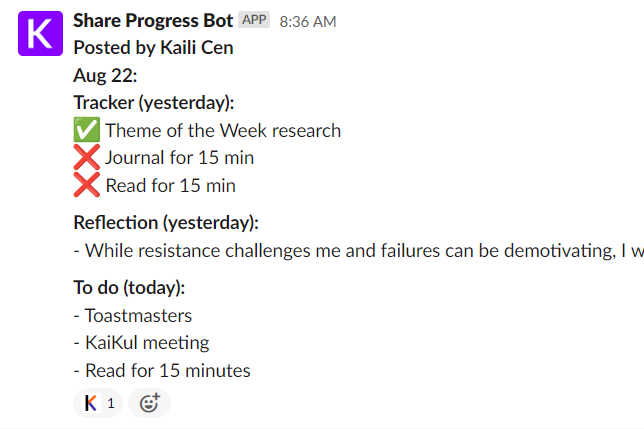 K
Share Progress Bot APP 8:36 AM
Posted by Kaili Cen
Aug 22:
Tracker (yesterday):
✅ Theme of the Week research
❌ Journal for 15 min
❌ Read for 15 min
Reflection (yesterday):
- While resistance challenges me and failures can be demotivating, I w
To do (today):
- Toastmasters
- KaiKul meeting
- Read for 15 minutes
K 1